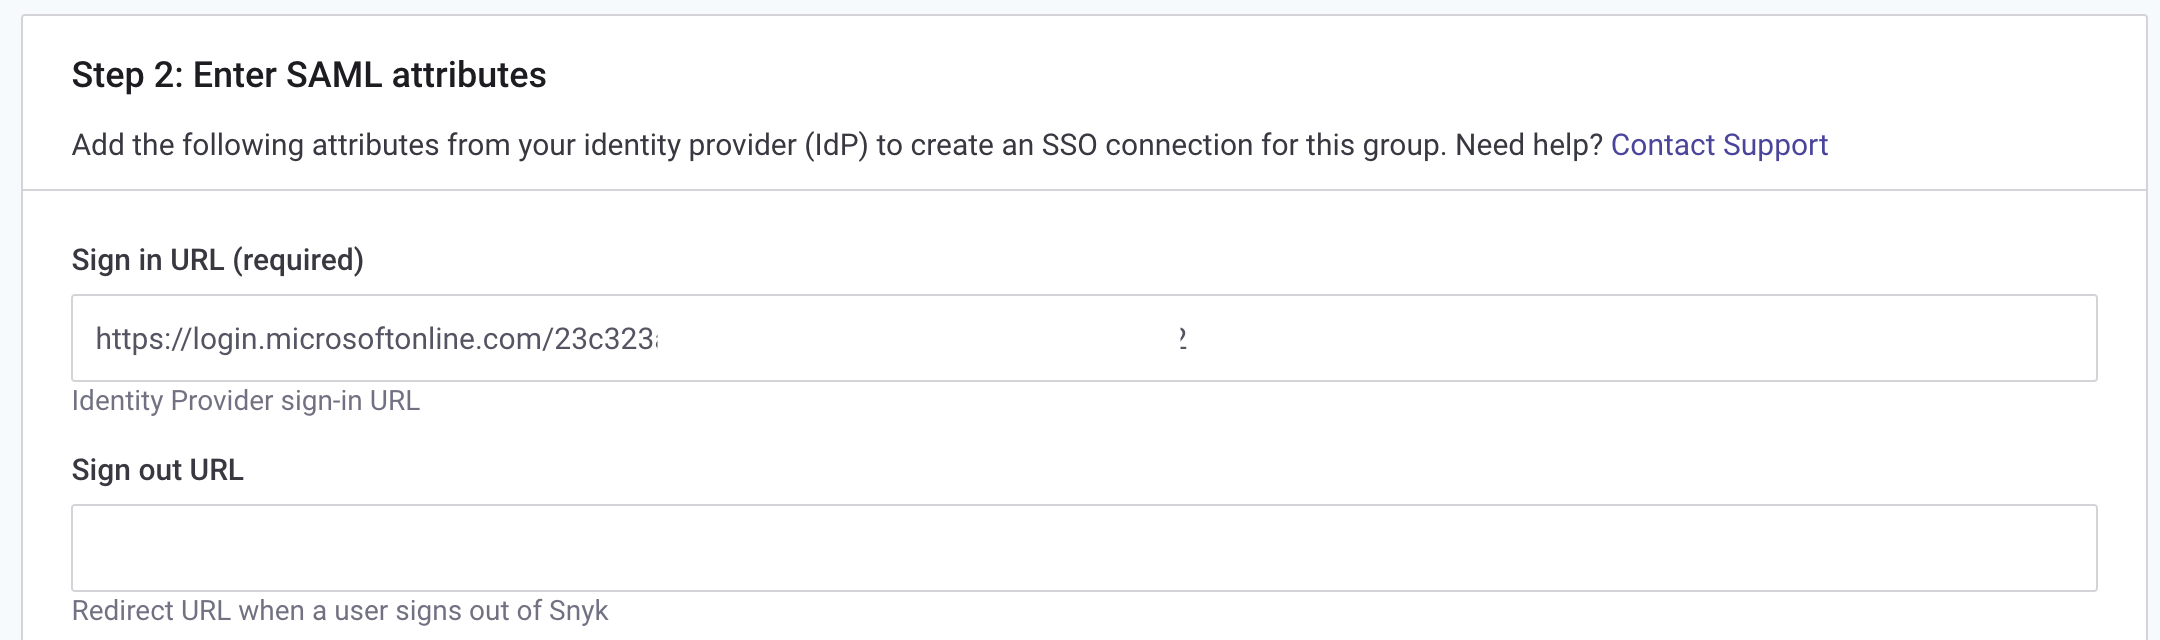 Step 2: Enter SAML attributes
Add the following attributes from your identity provider (IdP) to create an SSO connection for this group. Need help? Contact Support
Sign in URL (required)
https://login.microsoftonline.com/23c323
Identity Provider sign-in URL
Sign out URL
Redirect URL when a user signs out of Snyk